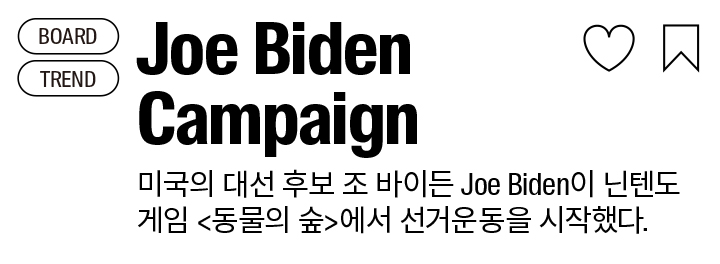 BOARD
TREND
Joe Biden
Campaign
미국의 대선 후보 조 바이든 Joe Biden이 닌텐도
게임 <동물의 숲>에서 선거운동을 시작했다.